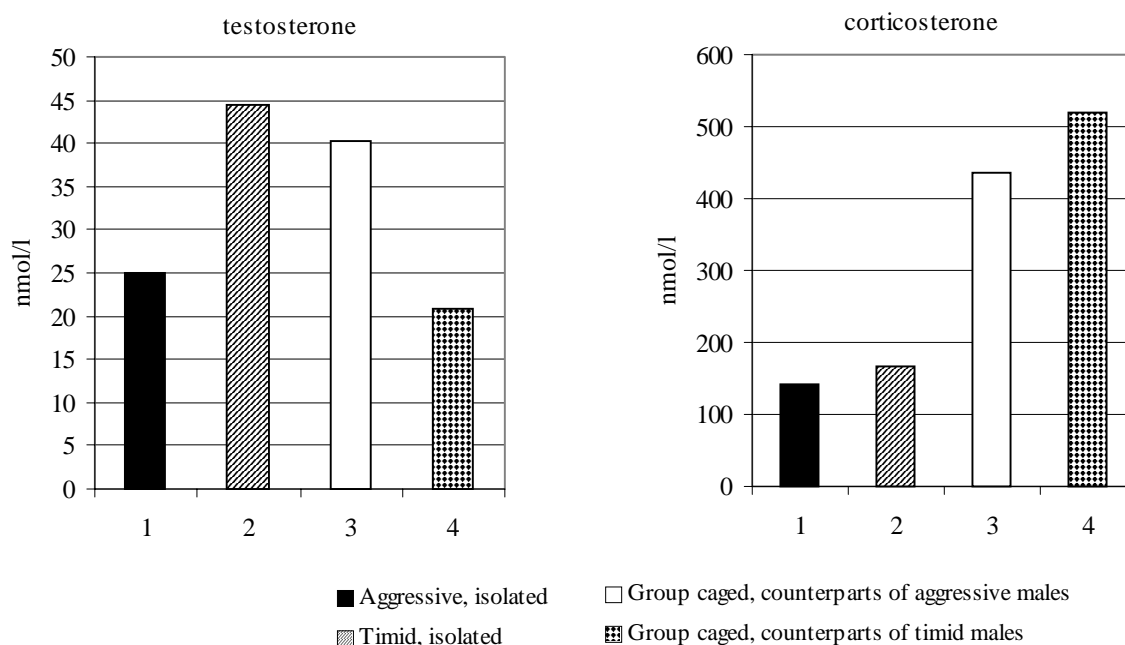 testosterone
50
45
40
35
30
25
20
15
10
5
0
nmol/l
1 2 3 4
corticosterone
600
500
400
300
200
100
0
nmol/l
1 2 3 4
Aggressive, isolated
Timid, isolated
Group caged, counterparts of aggressive males
Group caged, counterparts of timid males